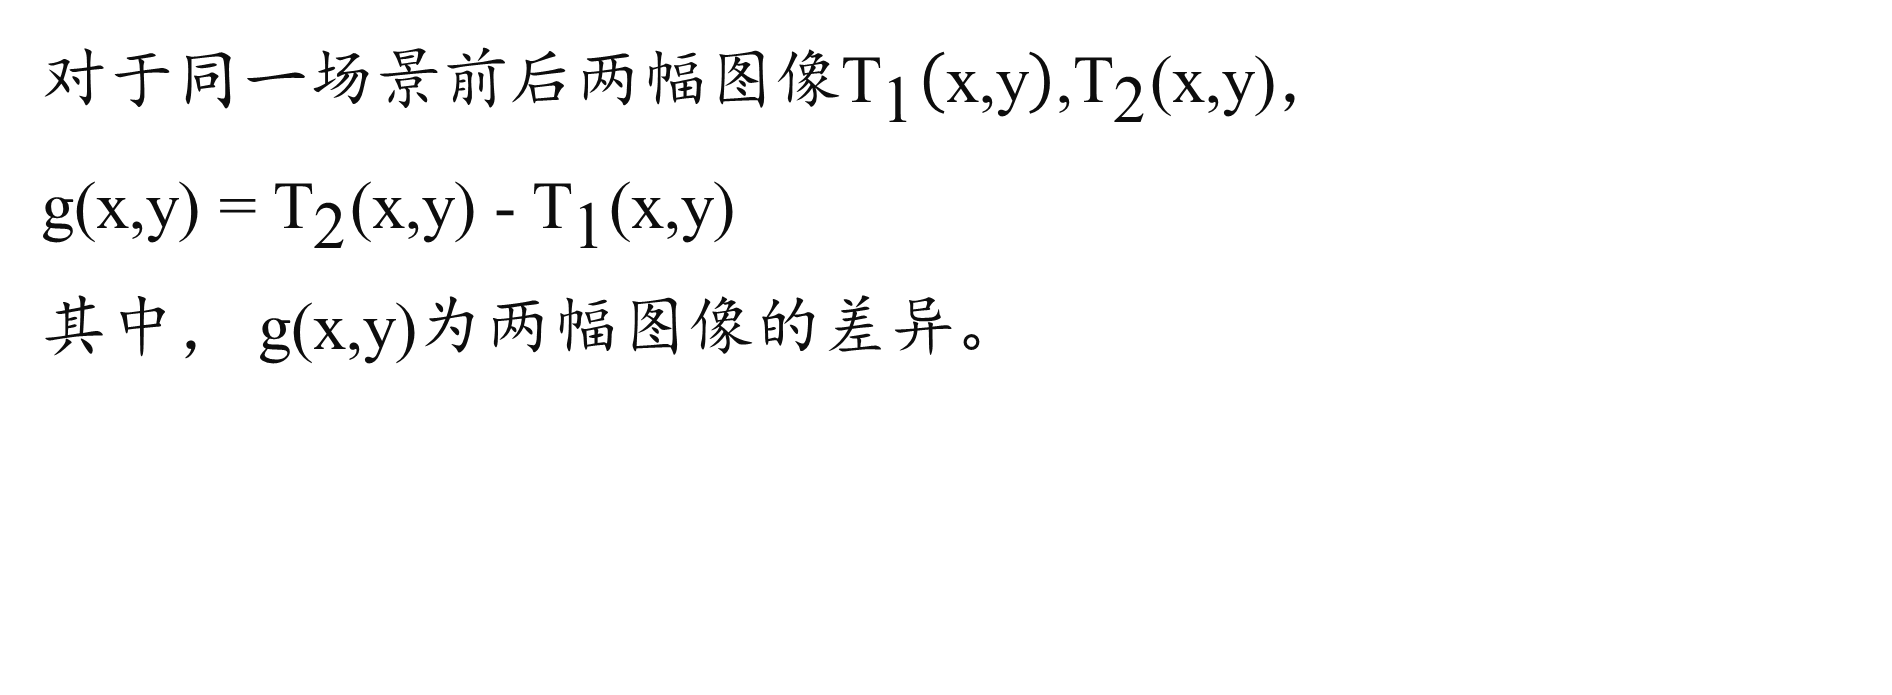 对于同一场景前后两幅图像T₁(x,y),T₂(x,y),
g(x,y) = T₂(x,y) - T₁(x,y)
其中， g(x,y)为两幅图像的差异。